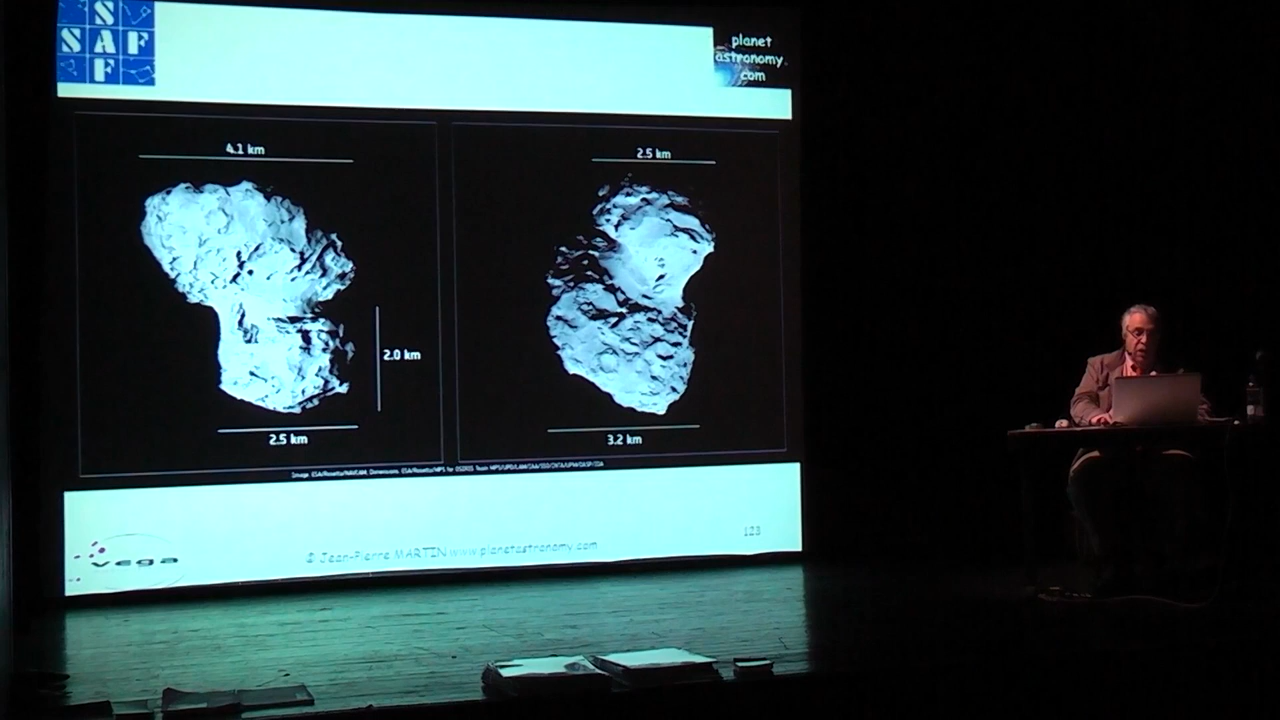 S
SAF
F
planet
astronomy.
com
4.1 km
2.5 km
2.0 km
2.5 km
3.2 km
vega
© Jean-Pierre MARTIN www.planetastronomy.com
123